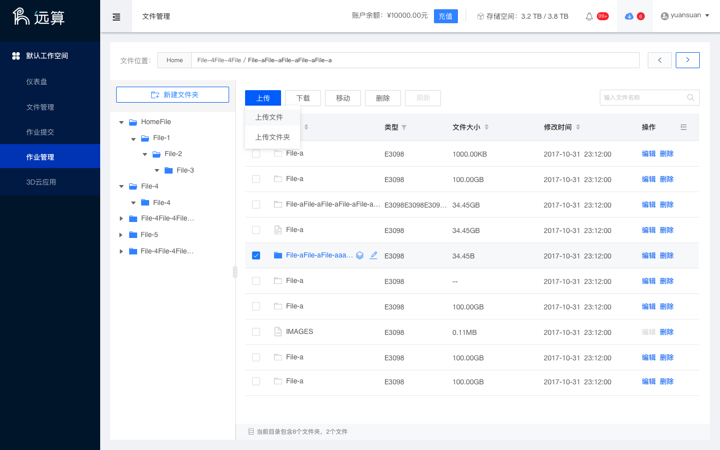 远算
文件管理
账户余额：¥10000.00元
充值
存储空间：3.2 TB / 3.8 TB
99+
6
yuansuan
默认工作空间
仪表盘
文件管理
作业提交
作业管理
3D云应用
文件位置：
Home
File-4File-4File / File-aFile-aFile-aFile-aFile-a
新建文件夹
HomeFile
File-1
File-2
File-3
File-4
File-4
File-4File-4File...
File-5
File-4File-4File...
上传
下载
移动
删除
刷新
输入文件名称
上传文件
上传文件夹
类型
文件大小
修改时间
操作
File-a E3098 1000.00KB 2017-10-31 23:12:00 编辑 删除
File-a E3098 100.00GB 2017-10-31 23:12:00 编辑 删除
File-aFile-aFile-aFile-aFile-a... E3098E3098E309... 34.45GB 2017-10-31 23:12:00 编辑 删除
File-a E3098 34.45GB 2017-10-31 23:12:00 编辑 删除
File-aFile-aFile-aaa... E3098 34.45B 2017-10-31 23:12:00 编辑 删除
File-a E3098 -- 2017-10-31 23:12:00 编辑 删除
File-a E3098 100.00GB 2017-10-31 23:12:00 编辑 删除
IMAGES E3098 0.11MB 2017-10-31 23:12:00 编辑 删除
File-a E3098 100.00GB 2017-10-31 23:12:00 编辑 删除
File-a E3098 100.00GB 2017-10-31 23:12:00 编辑 删除
当前目录包含8个文件夹，2个文件